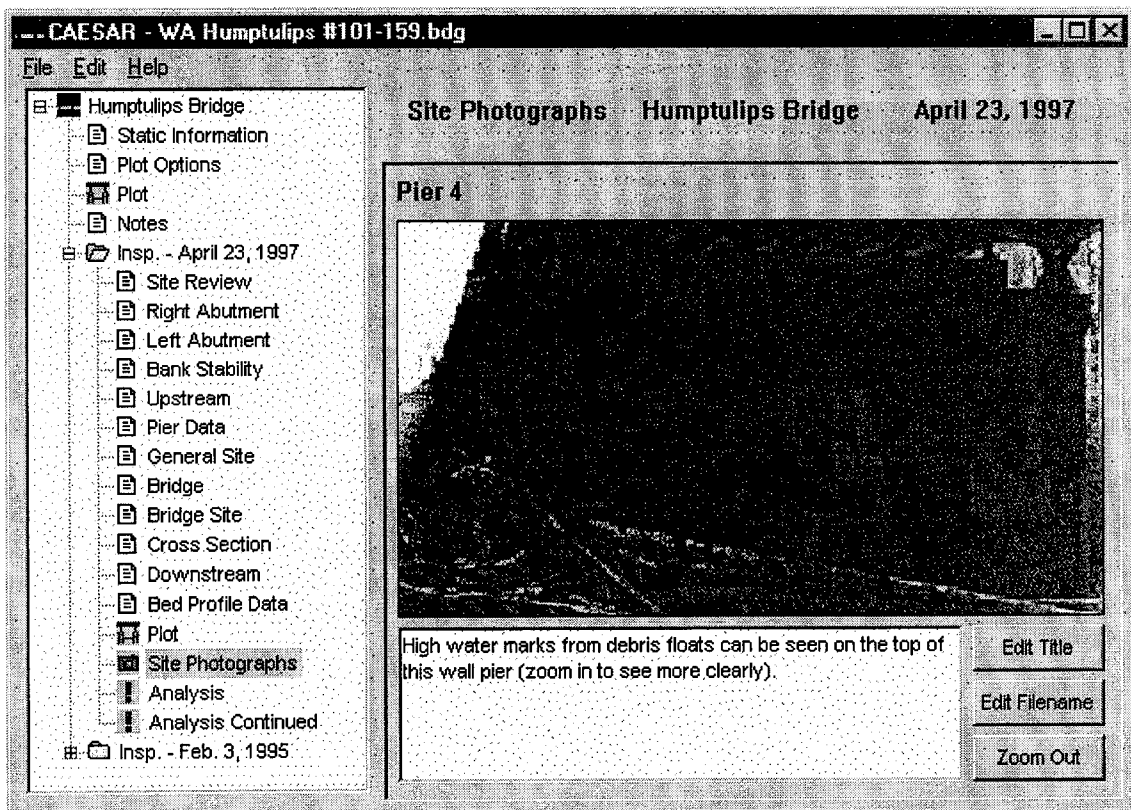 CAESAR - WA Humptulips #101-159.bdg
File Edit Help
Humptulips Bridge
Static Information
Plot Options
Plot
Notes
Insp. - April 23, 1997
Site Review
Right Abutment
Left Abutment
Bank Stability
Upstream
Pier Data
General Site
Bridge
Bridge Site
Cross Section
Downstream
Bed Profile Data
Plot
Site Photographs
Analysis
Analysis Continued
Insp. - Feb. 3, 1995
Site Photographs Humptulips Bridge April 23, 1997
Pier 4
High water marks from debris floats can be seen on the top of
this wall pier (zoom in to see more clearly).
Edit Title
Edit Filename
Zoom Out